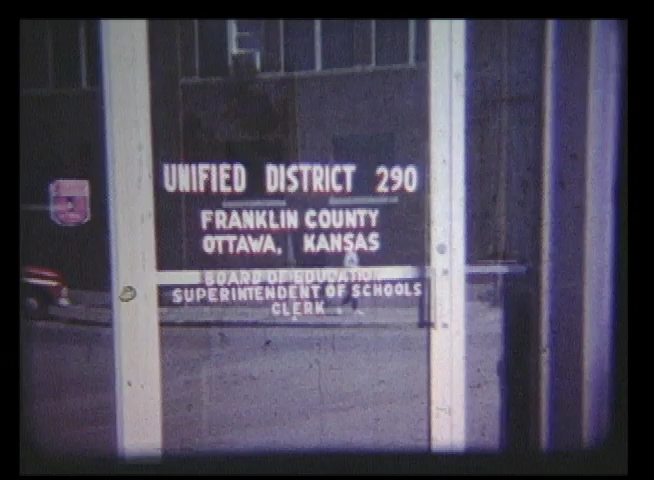 UNIFIED DISTRICT 290
FRANKLIN COUNTY
OTTAWA, KANSAS
BOARD OF EDUCATION
SUPERINTENDENT OF SCHOOLS
CLERK